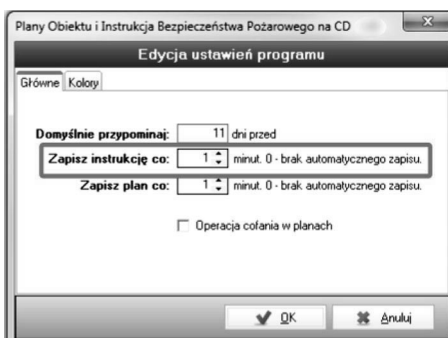 Plany Obiektu i Instrukcja Bezpieczeństwa Pożarowego na CD
Edycja ustawień programu
Główne Kolory
Domyślnie przypominaj: 11 dni przed
Zapisz instrukcję co: 1 minut. 0 - brak automatycznego zapisu.
Zapisz plan co: 1 minut. 0 - brak automatycznego zapisu.
Operacja cofania w planach
OK Anuluj